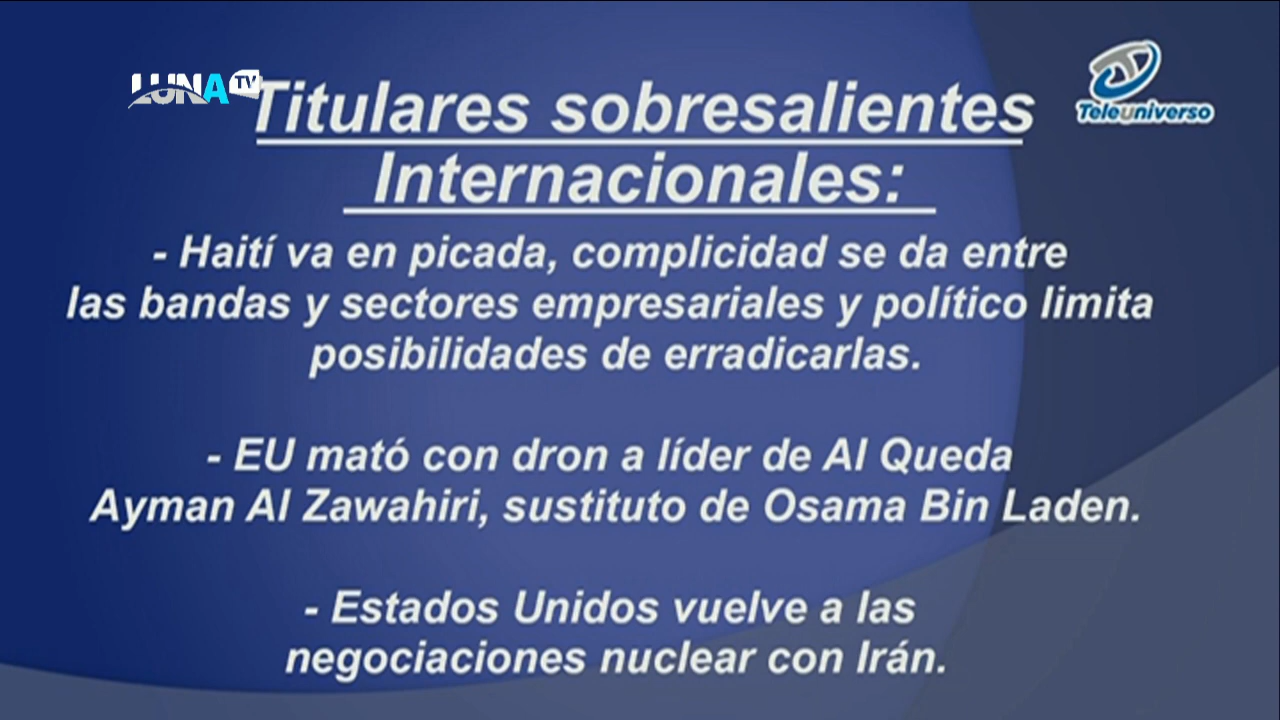 LUNA TV
Teleuniverso
Titulares sobresalientes
Internacionales:
- Haití va en picada, complicidad se da entre
las bandas y sectores empresariales y político limita
posibilidades de erradicarlas.
- EU mató con dron a líder de Al Queda
Ayman Al Zawahiri, sustituto de Osama Bin Laden.
- Estados Unidos vuelve a las
negociaciones nuclear con Irán.